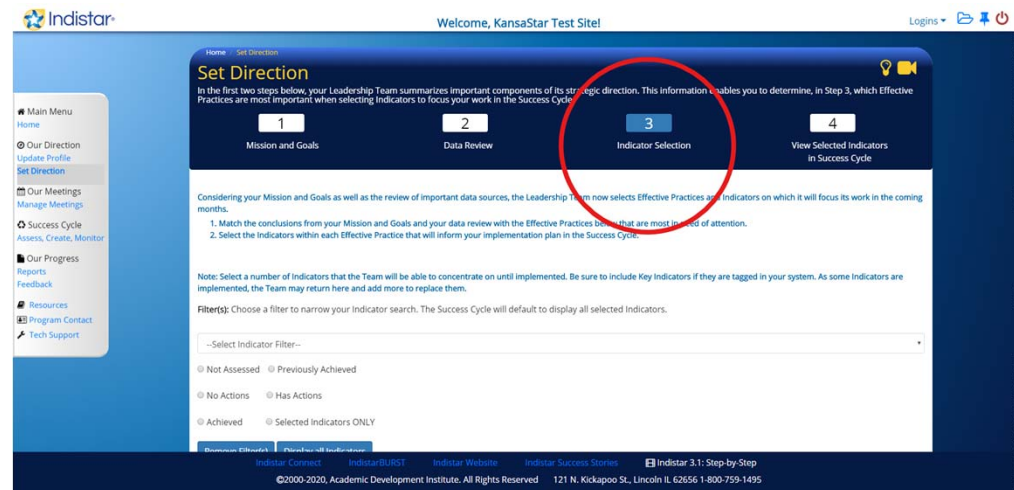 Indistar®
Welcome, KansaStar Test Site!
Logins
Home / Set Direction
Set Direction
In the first two steps below, your Leadership Team summarizes important components of its strategic direction. This information enables you to determine, in Step 3, which Effective
Practices are most important when selecting Indicators to focus your work in the Success Cycle.
1
Mission and Goals
2
Data Review
3
Indicator Selection
4
View Selected Indicators
in Success Cycle
Main Menu
Home
Our Direction
Update Profile
Set Direction
Our Meetings
Manage Meetings
Success Cycle
Assess, Create, Monitor
Our Progress
Reports
Feedback
Resources
Program Contact
Tech Support
Considering your Mission and Goals as well as the review of important data sources, the Leadership Team now selects Effective Practices and Indicators on which it will focus its work in the coming
months.
1. Match the conclusions from your Mission and Goals and your data review with the Effective Practices below that are most in need of attention.
2. Select the Indicators within each Effective Practice that will inform your implementation plan in the Success Cycle.
Note: Select a number of Indicators that the Team will be able to concentrate on until implemented. Be sure to include Key Indicators if they are tagged in your system. As some Indicators are
implemented, the Team may return here and add more to replace them.
Filter(s): Choose a filter to narrow your Indicator search. The Success Cycle will default to display all selected Indicators.
--Select Indicator Filter--
Not Assessed Previously Achieved
No Actions Has Actions
Achieved Selected Indicators ONLY
Remove Filter(s) Display all Indicators
Indistar Connect IndistarBURST Indistar Website Indistar Success Stories Indistar 3.1: Step-by-Step
©2000-2020, Academic Development Institute. All Rights Reserved 121 N. Kickapoo St., Lincoln IL 62656 1-800-759-1495